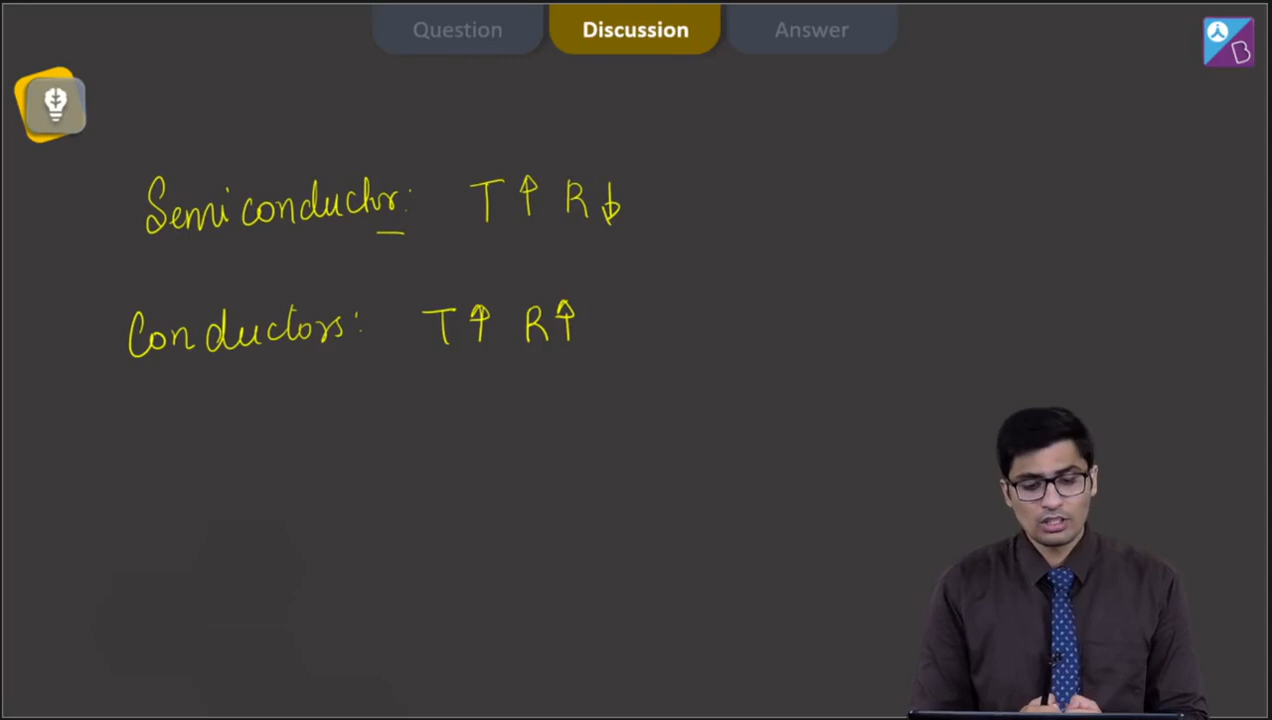 Question Discussion Answer
Semiconductor: T ↑ R ↓
Conductors: T ↑ R ↑